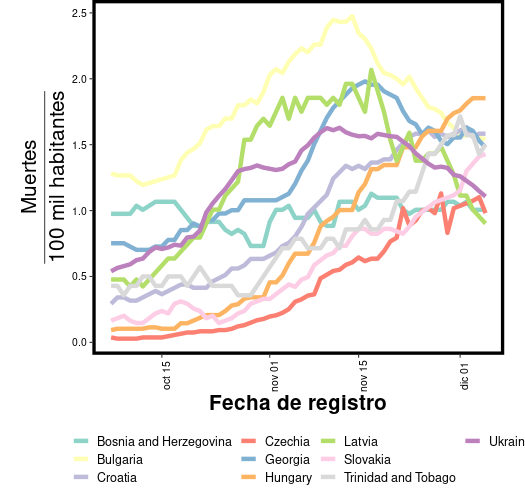 2.5
2.0
1.5
1.0
0.5
0.0
Muertes
100 mil habitantes
oct 15
nov 01
nov 15
dic 01
Fecha de registro
Bosnia and Herzegovina
Czechia
Latvia
Ukrain
Bulgaria
Georgia
Slovakia
Croatia
Hungary
Trinidad and Tobago